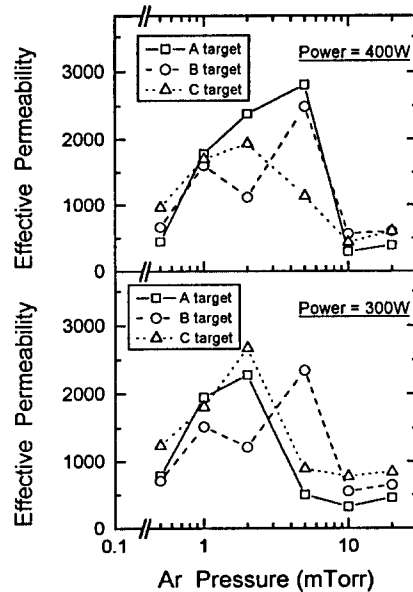 A target
B target
C target
Power = 400W
3000
2000
1000
0
Effective Permeability
A target
B target
C target
Power = 300W
3000
2000
1000
0
Effective Permeability
0.1 1 10
Ar Pressure (mTorr)